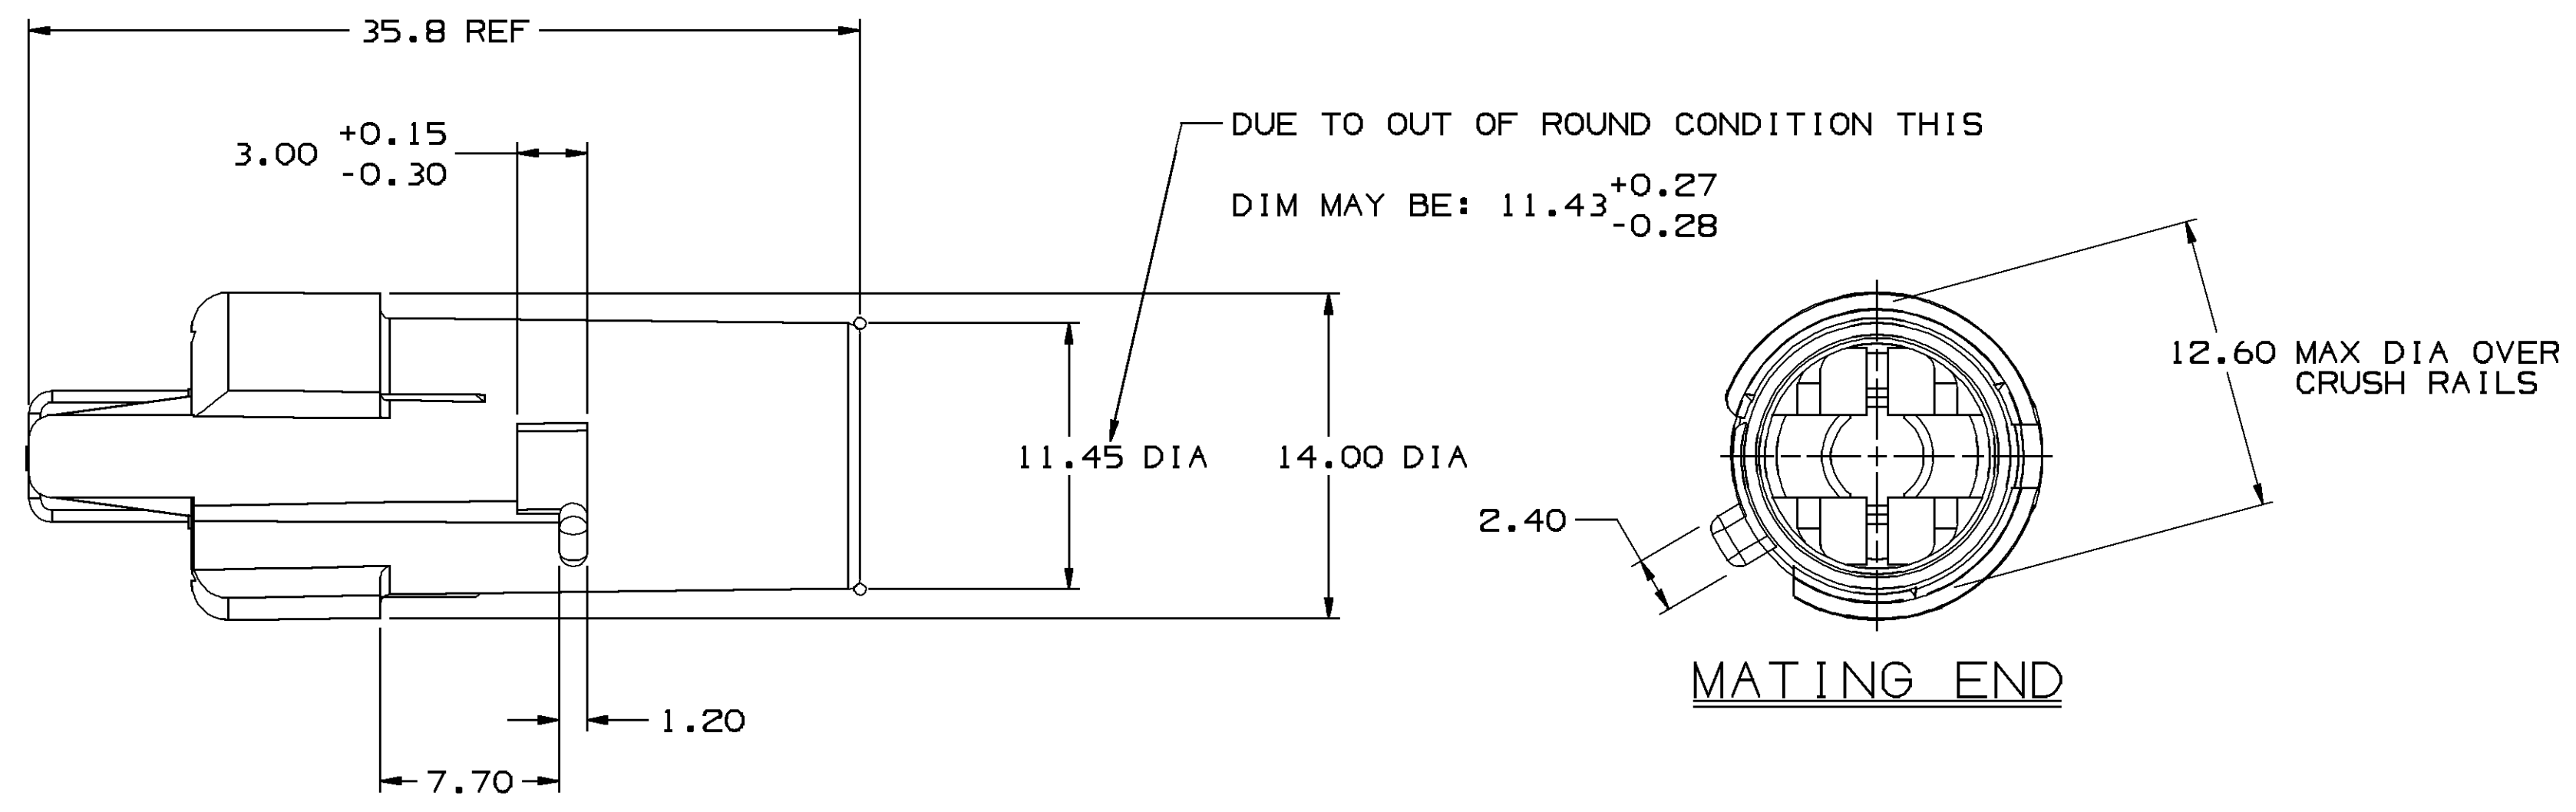 35.8 REF
3.00 +0.15
-0.30
DUE TO OUT OF ROUND CONDITION THIS
DIM MAY BE: 11.43 +0.27
-0.28
11.45 DIA
14.00 DIA
12.60 MAX DIA OVER
CRUSH RAILS
2.40
MATING END
1.20
7.70